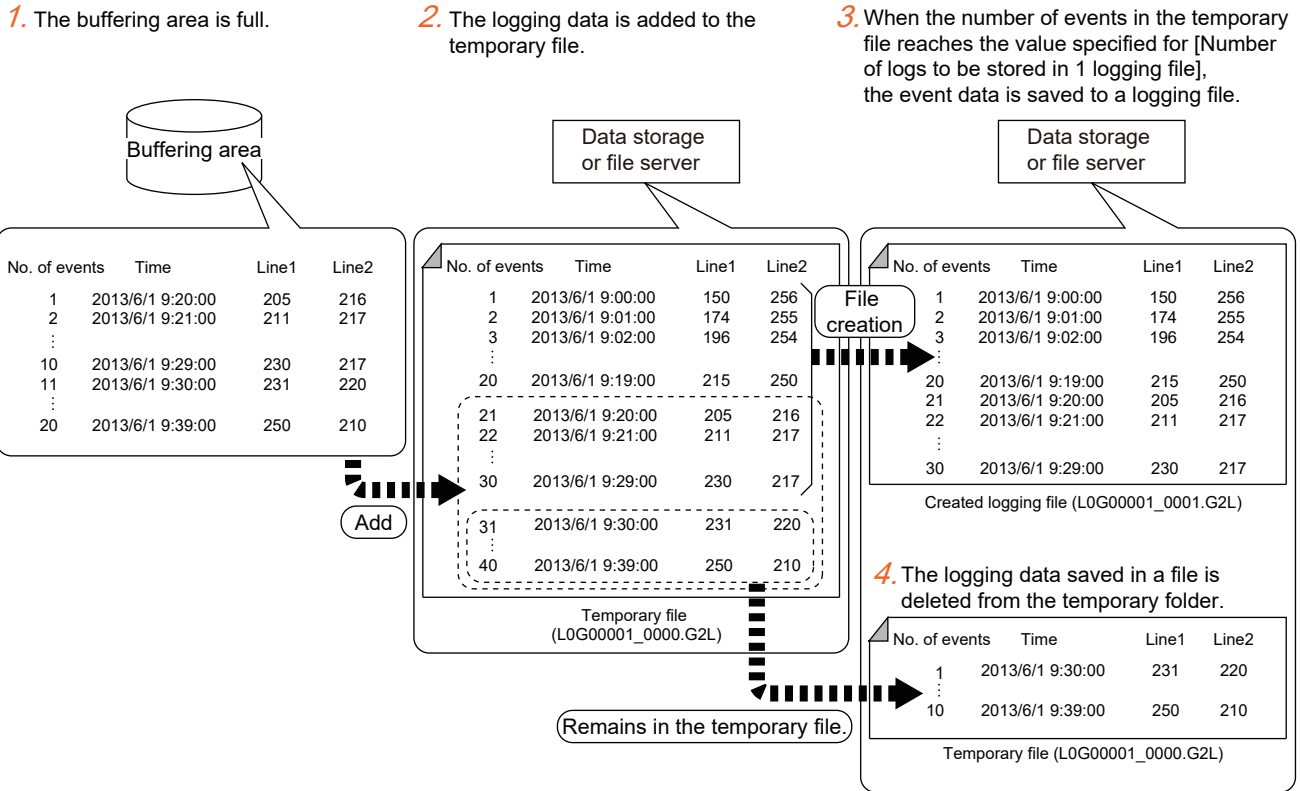 1. The buffering area is full.
2. The logging data is added to the
temporary file.
3. When the number of events in the temporary
file reaches the value specified for [Number
of logs to be stored in 1 logging file],
the event data is saved to a logging file.
Buffering area
Data storage
or file server
Data storage
or file server
No. of events Time Line1 Line2
1 2013/6/1 9:20:00 205 216
2 2013/6/1 9:21:00 211 217
⋮
10 2013/6/1 9:29:00 230 217
11 2013/6/1 9:30:00 231 220
⋮
20 2013/6/1 9:39:00 250 210
Add
No. of events Time Line1 Line2
1 2013/6/1 9:00:00 150 256
2 2013/6/1 9:01:00 174 255
3 2013/6/1 9:02:00 196 254
⋮
20 2013/6/1 9:19:00 215 250
21 2013/6/1 9:20:00 205 216
22 2013/6/1 9:21:00 211 217
⋮
30 2013/6/1 9:29:00 230 217
31 2013/6/1 9:30:00 231 220
⋮
40 2013/6/1 9:39:00 250 210
Temporary file
(L0G00001_0000.G2L)
File
creation
No. of events Time Line1 Line2
1 2013/6/1 9:00:00 150 256
2 2013/6/1 9:01:00 174 255
3 2013/6/1 9:02:00 196 254
⋮
20 2013/6/1 9:19:00 215 250
21 2013/6/1 9:20:00 205 216
22 2013/6/1 9:21:00 211 217
⋮
30 2013/6/1 9:29:00 230 217
Created logging file (L0G00001_0001.G2L)
4. The logging data saved in a file is
deleted from the temporary folder.
No. of events Time Line1 Line2
1 2013/6/1 9:30:00 231 220
⋮
10 2013/6/1 9:39:00 250 210
Temporary file (L0G00001_0000.G2L)
Remains in the temporary file.